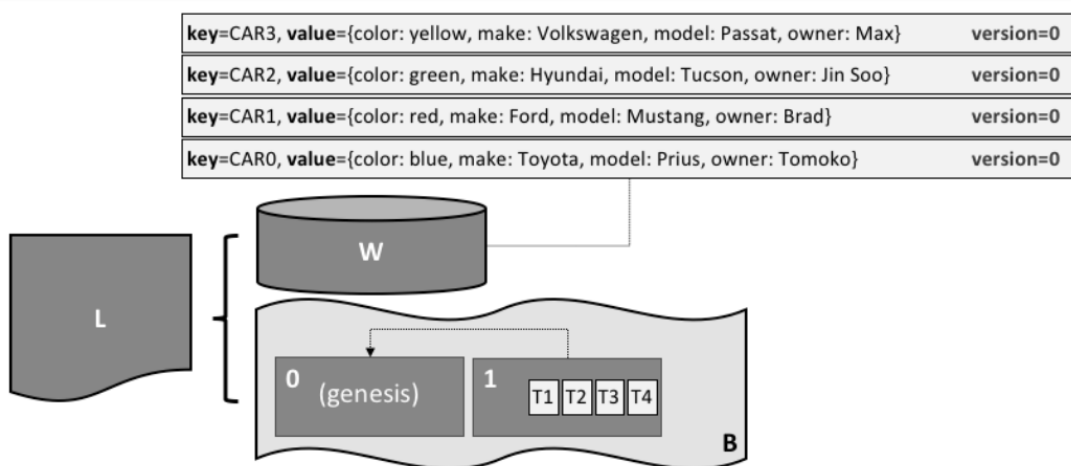 key=CAR3, value={color: yellow, make: Volkswagen, model: Passat, owner: Max} version=0
key=CAR2, value={color: green, make: Hyundai, model: Tucson, owner: Jin Soo} version=0
key=CAR1, value={color: red, make: Ford, model: Mustang, owner: Brad} version=0
key=CAR0, value={color: blue, make: Toyota, model: Prius, owner: Tomoko} version=0
W
L
0 (genesis)
1 T1 T2 T3 T4
B